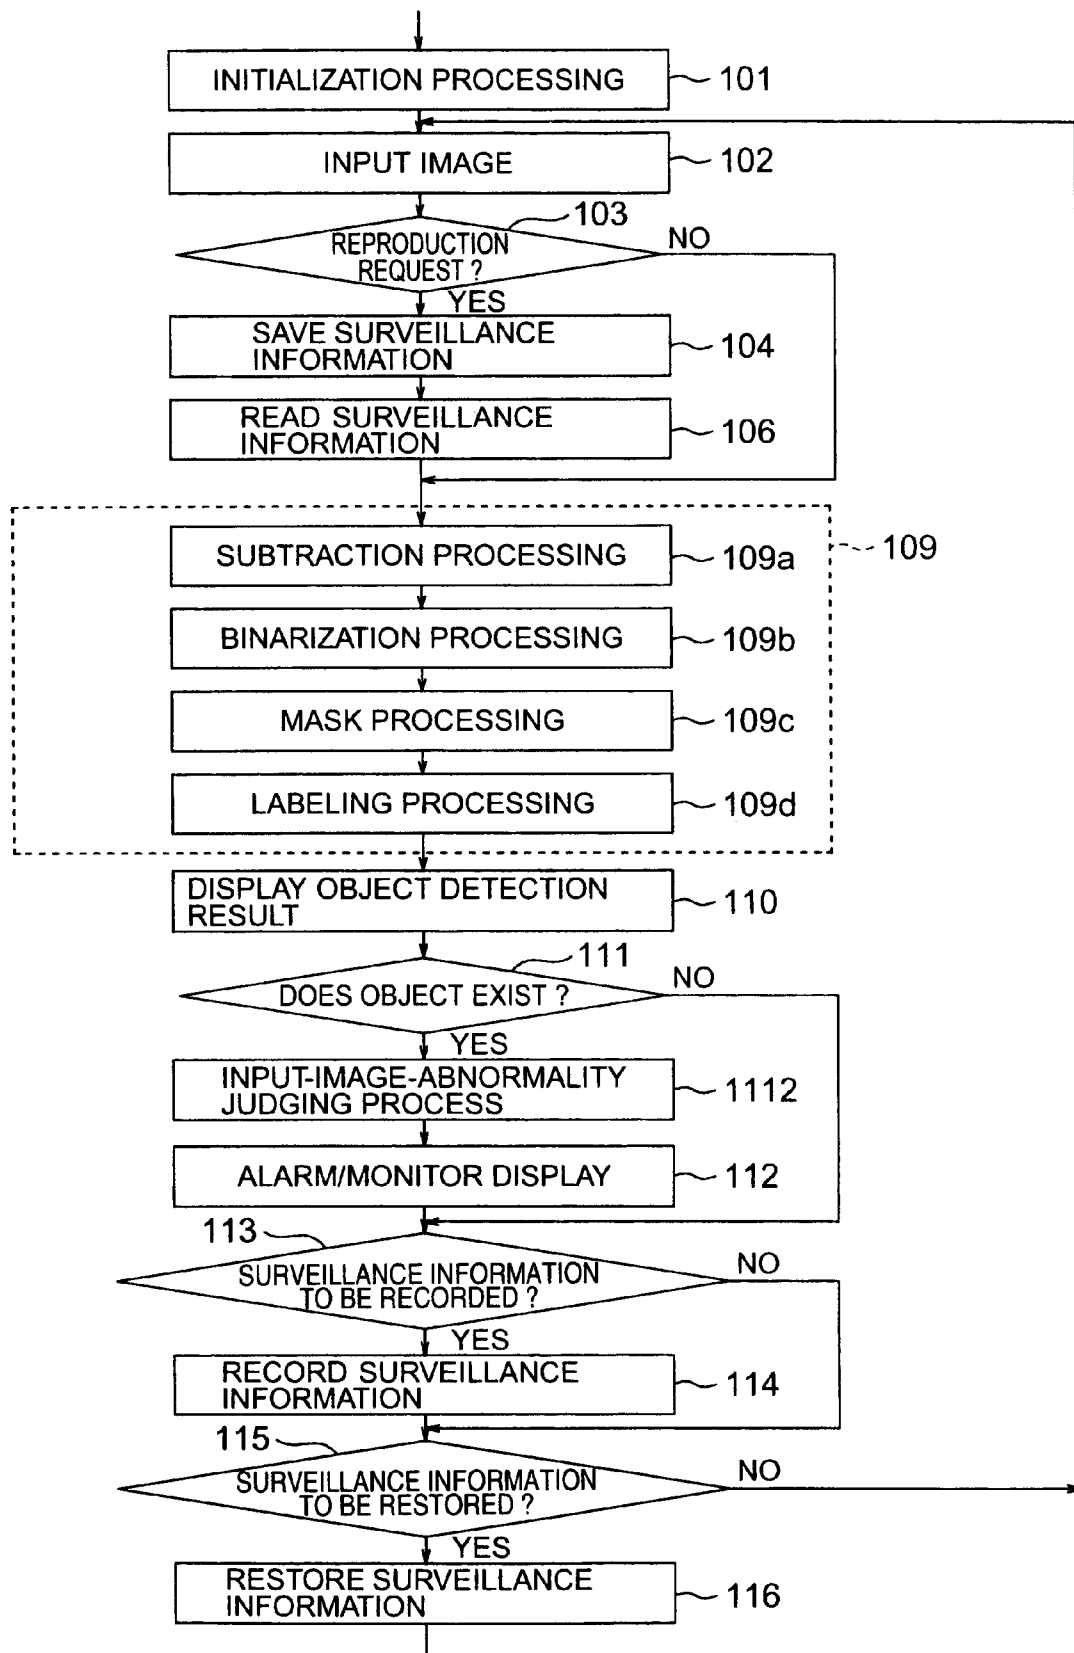 INITIALIZATION PROCESSING
101
INPUT IMAGE
102
103
REPRODUCTION
REQUEST ?
NO
YES
SAVE SURVEILLANCE
INFORMATION
104
READ SURVEILLANCE
INFORMATION
106
SUBTRACTION PROCESSING
109a
109
BINARIZATION PROCESSING
109b
MASK PROCESSING
109c
LABELING PROCESSING
109d
DISPLAY OBJECT DETECTION
RESULT
110
111
DOES OBJECT EXIST ?
NO
YES
INPUT-IMAGE-ABNORMALITY
JUDGING PROCESS
1112
ALARM/MONITOR DISPLAY
112
113
SURVEILLANCE INFORMATION
TO BE RECORDED ?
NO
YES
RECORD SURVEILLANCE
INFORMATION
114
115
SURVEILLANCE INFORMATION
TO BE RESTORED ?
NO
YES
RESTORE SURVEILLANCE
INFORMATION
116